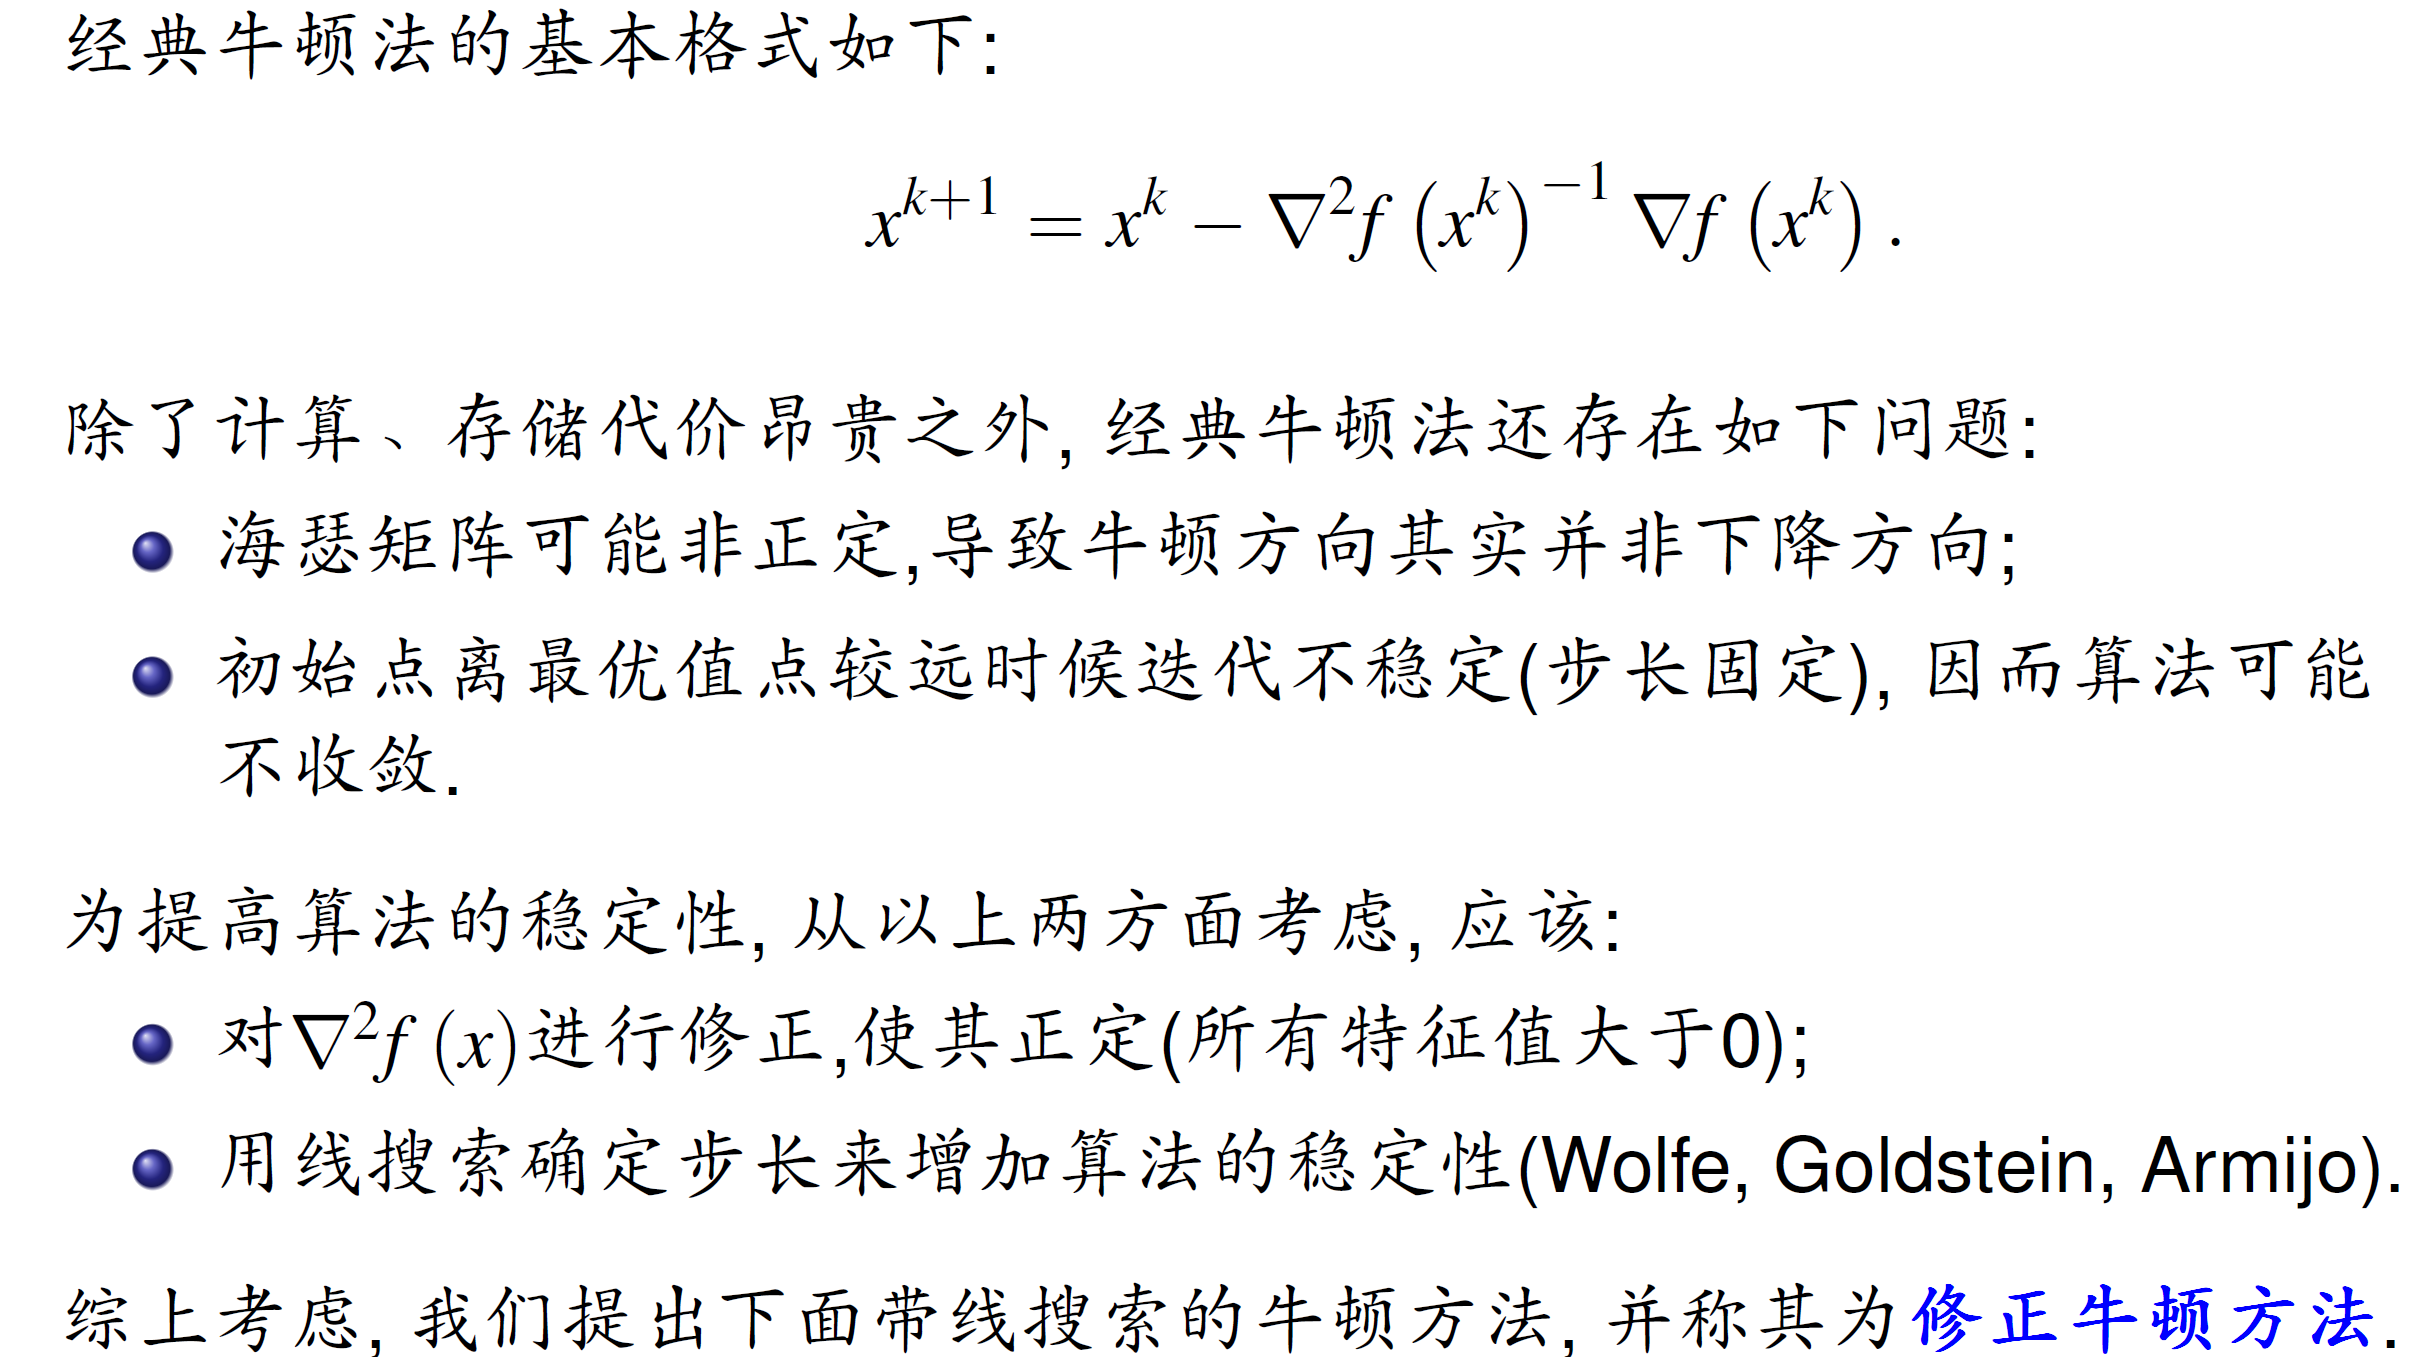 经典牛顿法的基本格式如下:
x^{k+1} = x^k − ∇²f (x^k)^{−1} ∇f (x^k) .
除了计算、存储代价昂贵之外, 经典牛顿法还存在如下问题:
海瑟矩阵可能非正定,导致牛顿方向其实并非下降方向;
初始点离最优值点较远时候迭代不稳定(步长固定), 因而算法可能
不收敛.
为提高算法的稳定性, 从以上两方面考虑, 应该:
对∇²f (x)进行修正,使其正定(所有特征值大于0);
用线搜索确定步长来增加算法的稳定性(Wolfe, Goldstein, Armijo).
综上考虑, 我们提出下面带线搜索的牛顿方法, 并称其为修正牛顿方法.